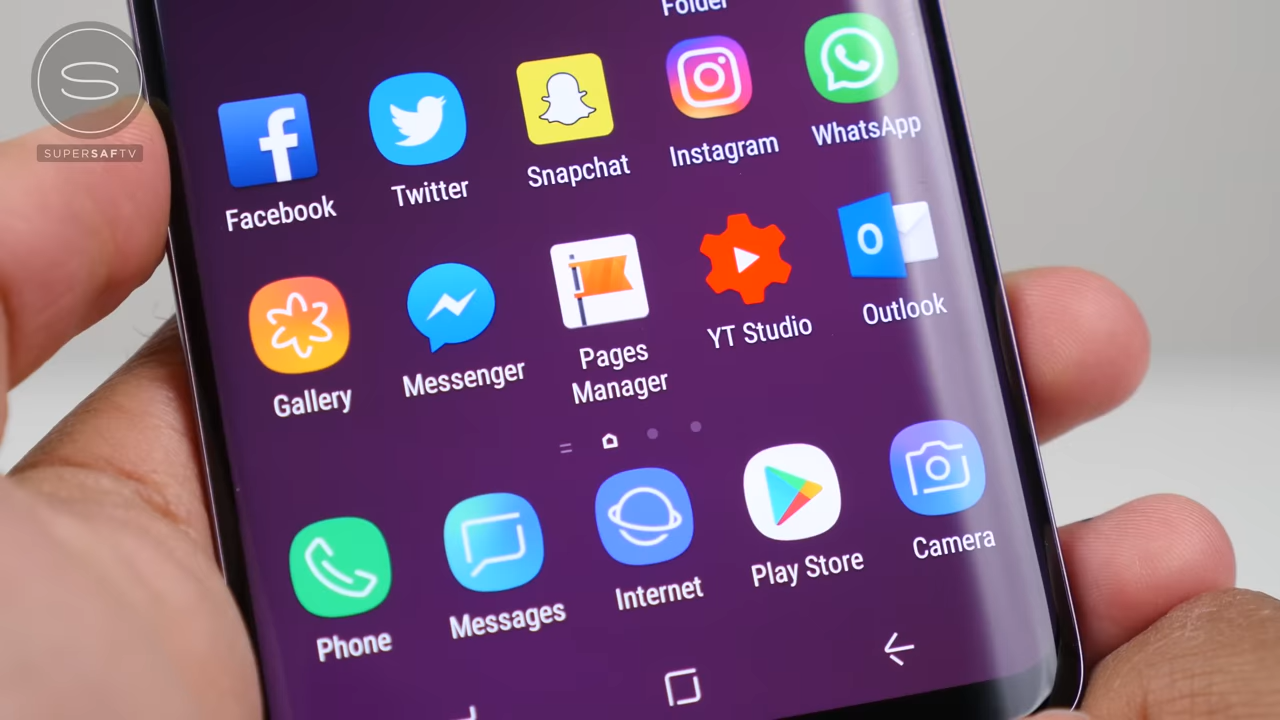 Folder
SUPERSAFTV
Facebook
Twitter
Snapchat
Instagram
WhatsApp
Gallery
Messenger
Pages
Manager
YT Studio
Outlook
Phone
Messages
Internet
Play Store
Camera